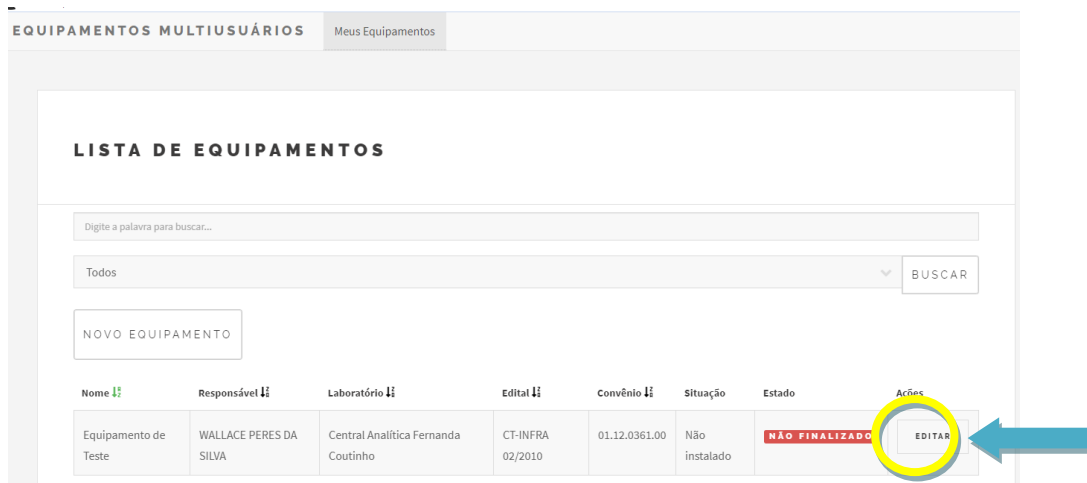 EQUIPAMENTOS MULTIUSUÁRIOS Meus Equipamentos
LISTA DE EQUIPAMENTOS
Digite a palavra para buscar...
Todos BUSCAR
NOVO EQUIPAMENTO
Nome Responsável Laboratório Edital Convênio Situação Estado Ações
Equipamento de WALLACE PERES DA Central Analítica Fernanda CT-INFRA 01.12.0361.00 Não NÃO FINALIZADO EDITAR
Teste SILVA Coutinho 02/2010 instalado